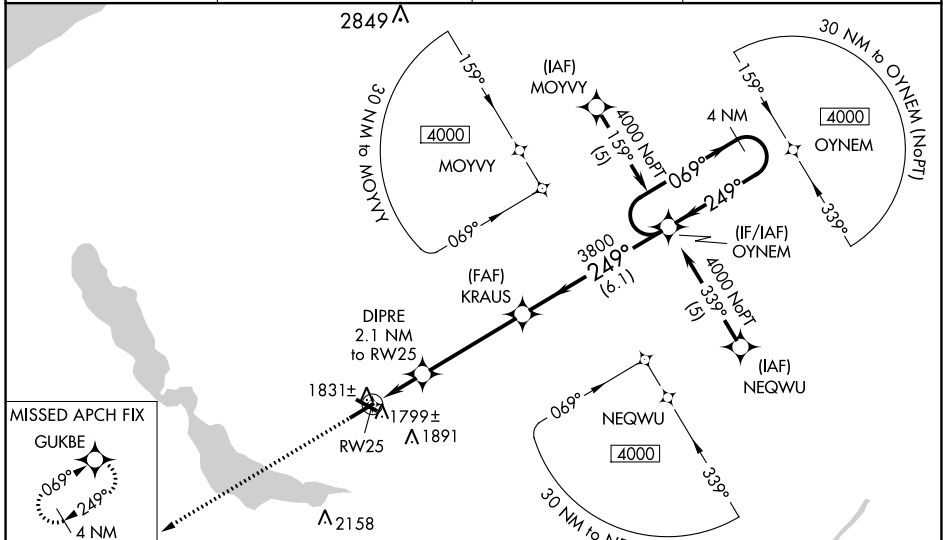 2849
30 NM to MOYVY
159°
4000
MOYVY
069°
(IAF)
MOYVY
4000 NoPT
159°
(5)
4 NM
069°
249°
30 NM to OYNEM (NoPT)
159°
4000
OYNEM
339°
(IF/IAF)
OYNEM
3800
249°
(6.1)
(FAF)
KRAUS
4000 NoPT
339°
(5)
(IAF)
NEQWU
DIPRE
2.1 NM
to RW25
1831±
1799±
1891
RW25
2158
069°
NEQWU
4000
339°
30 NM to NE
MISSED APCH FIX
GUKBE
069°
249°
4 NM